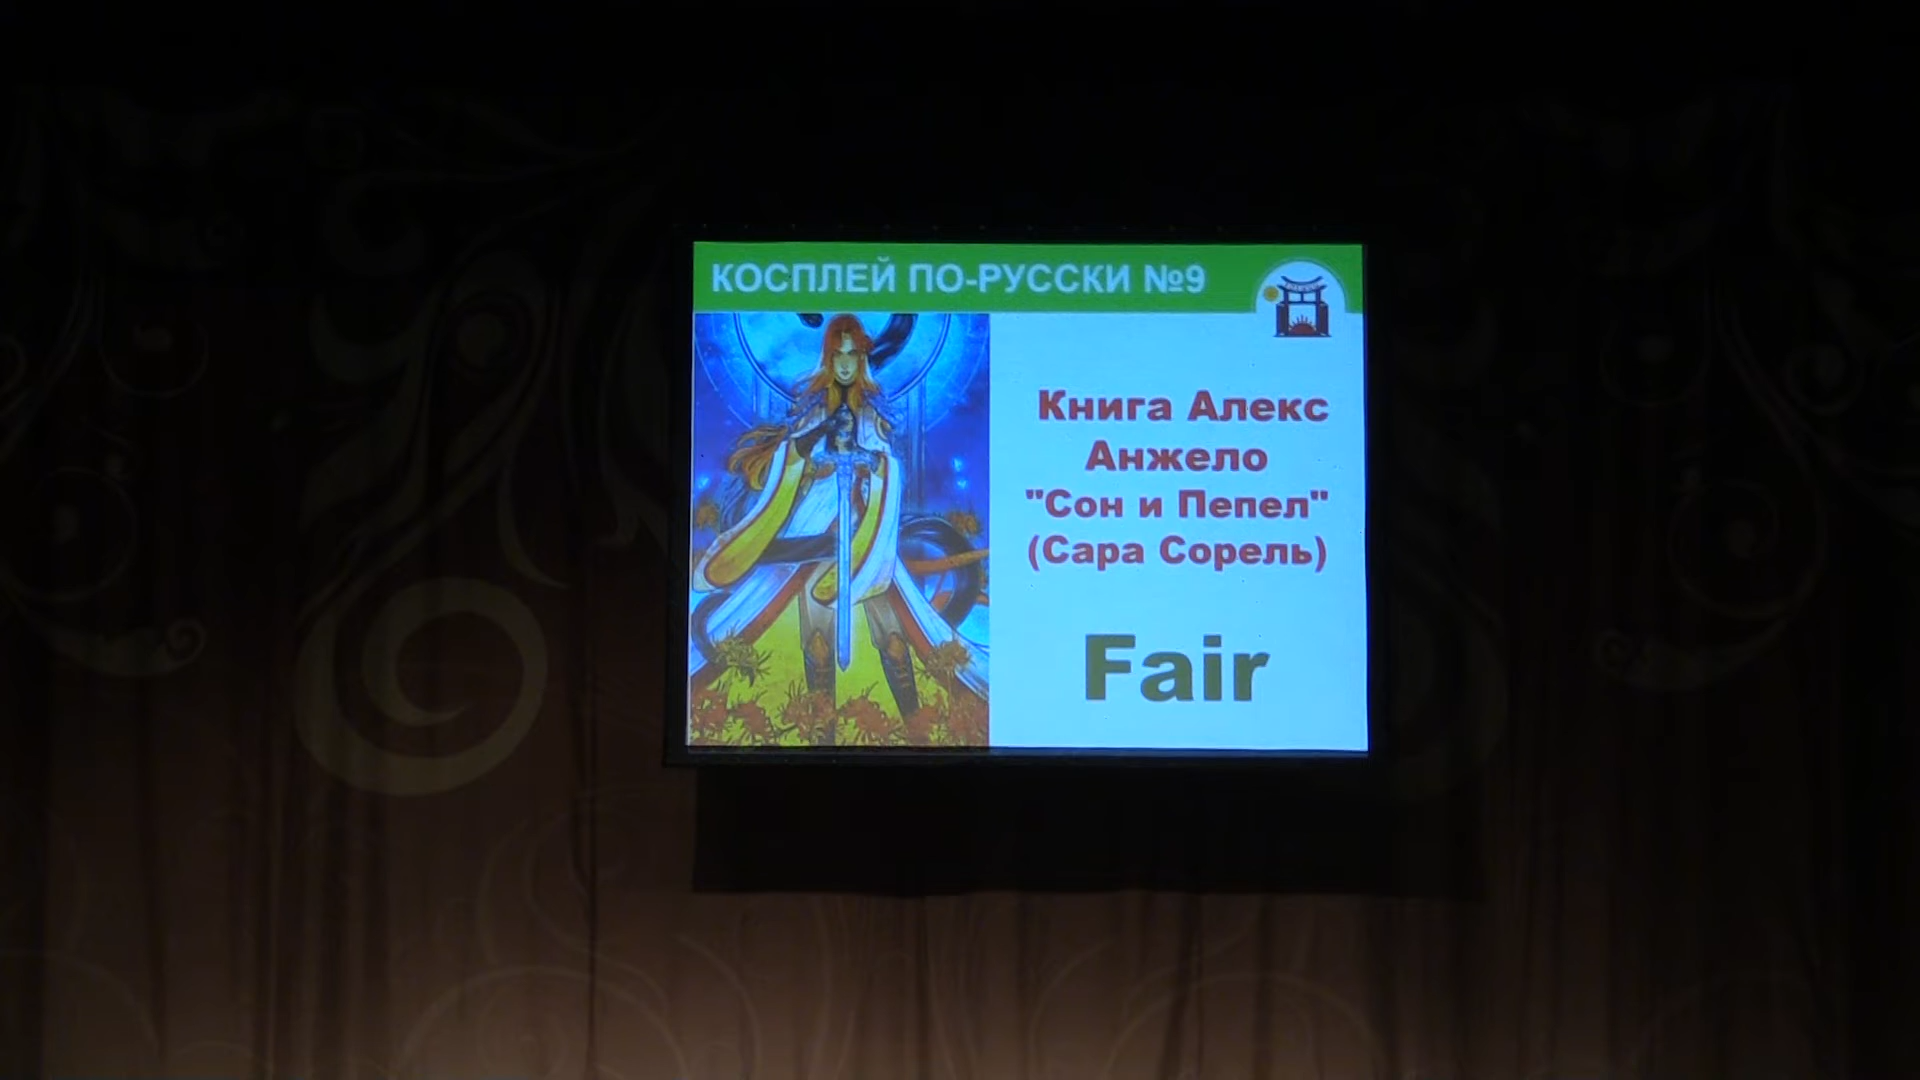 КОСПЛЕЙ ПО-РУССКИ №9
Книга Алекс
Анжело
"Сон и Пепел"
(Сара Сорель)
Fair